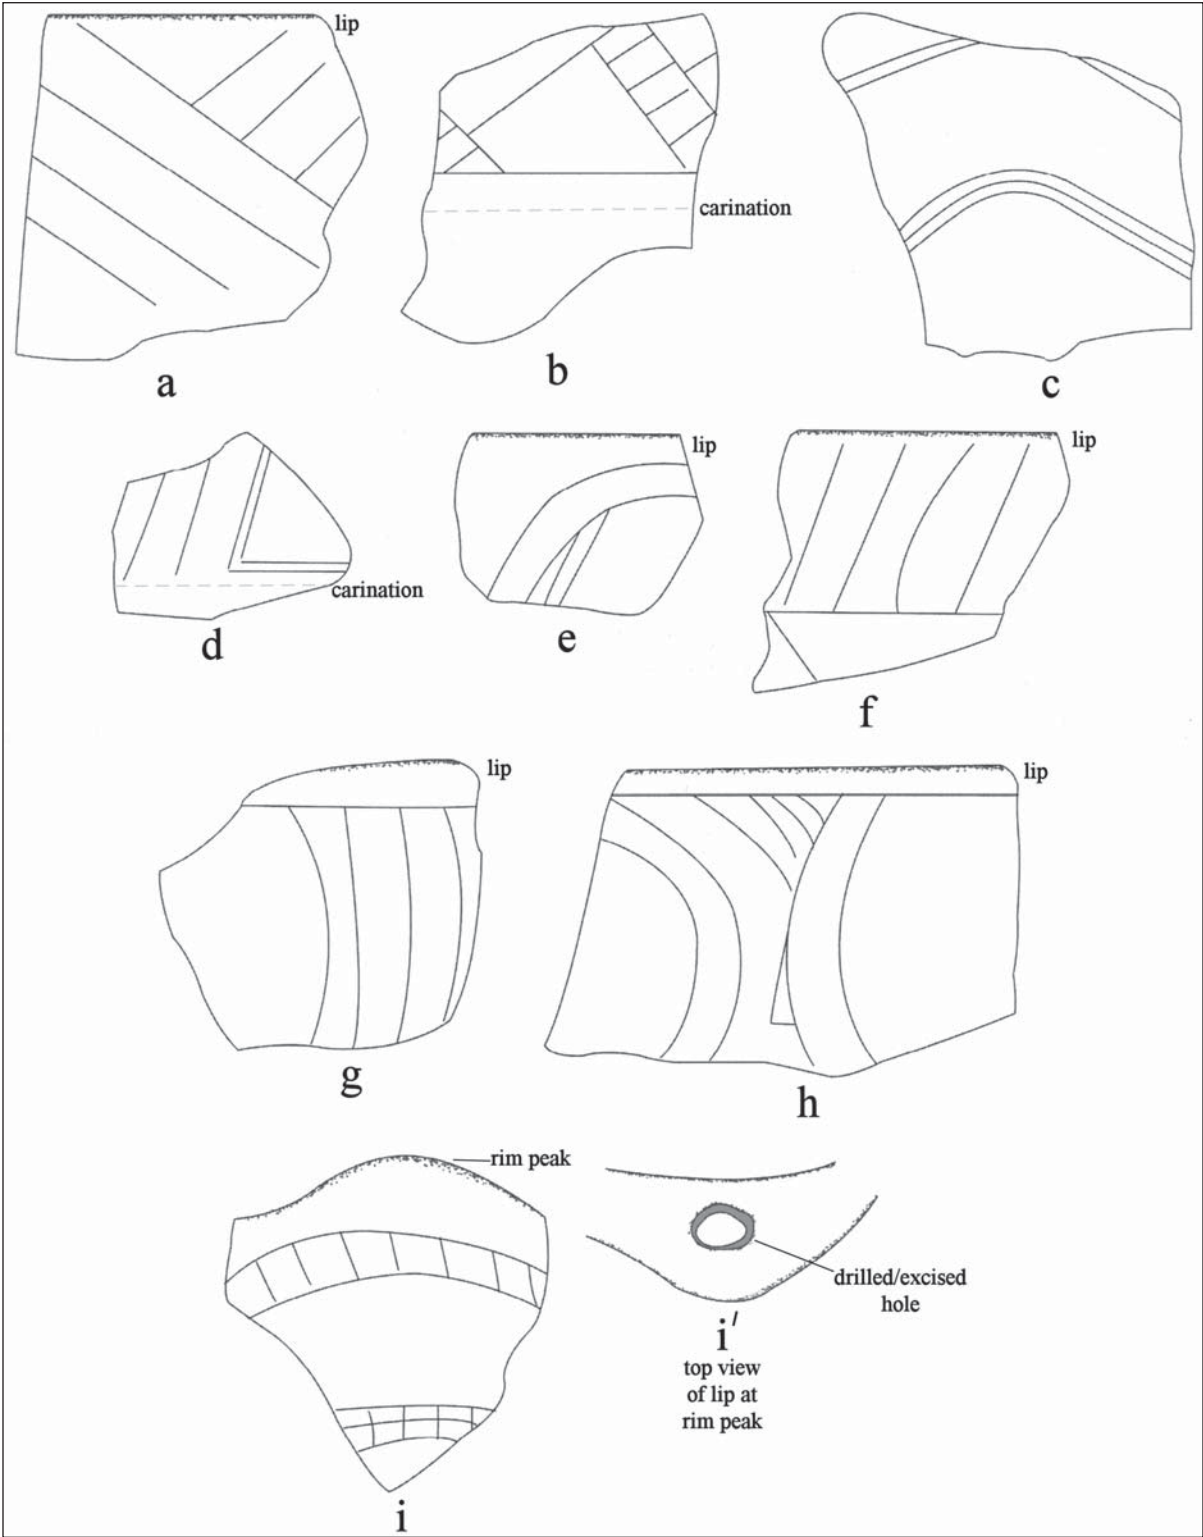 lip
carination
a
b
c
carination
d
lip
e
lip
f
lip
g
lip
h
rim peak
i
drilled/excised
hole
i′
top view
of lip at
rim peak